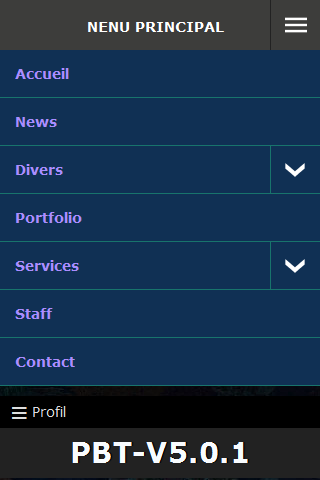 NENU PRINCIPAL
Accueil
News
Divers
Portfolio
Services
Staff
Contact
Profil
PBT-V5.0.1